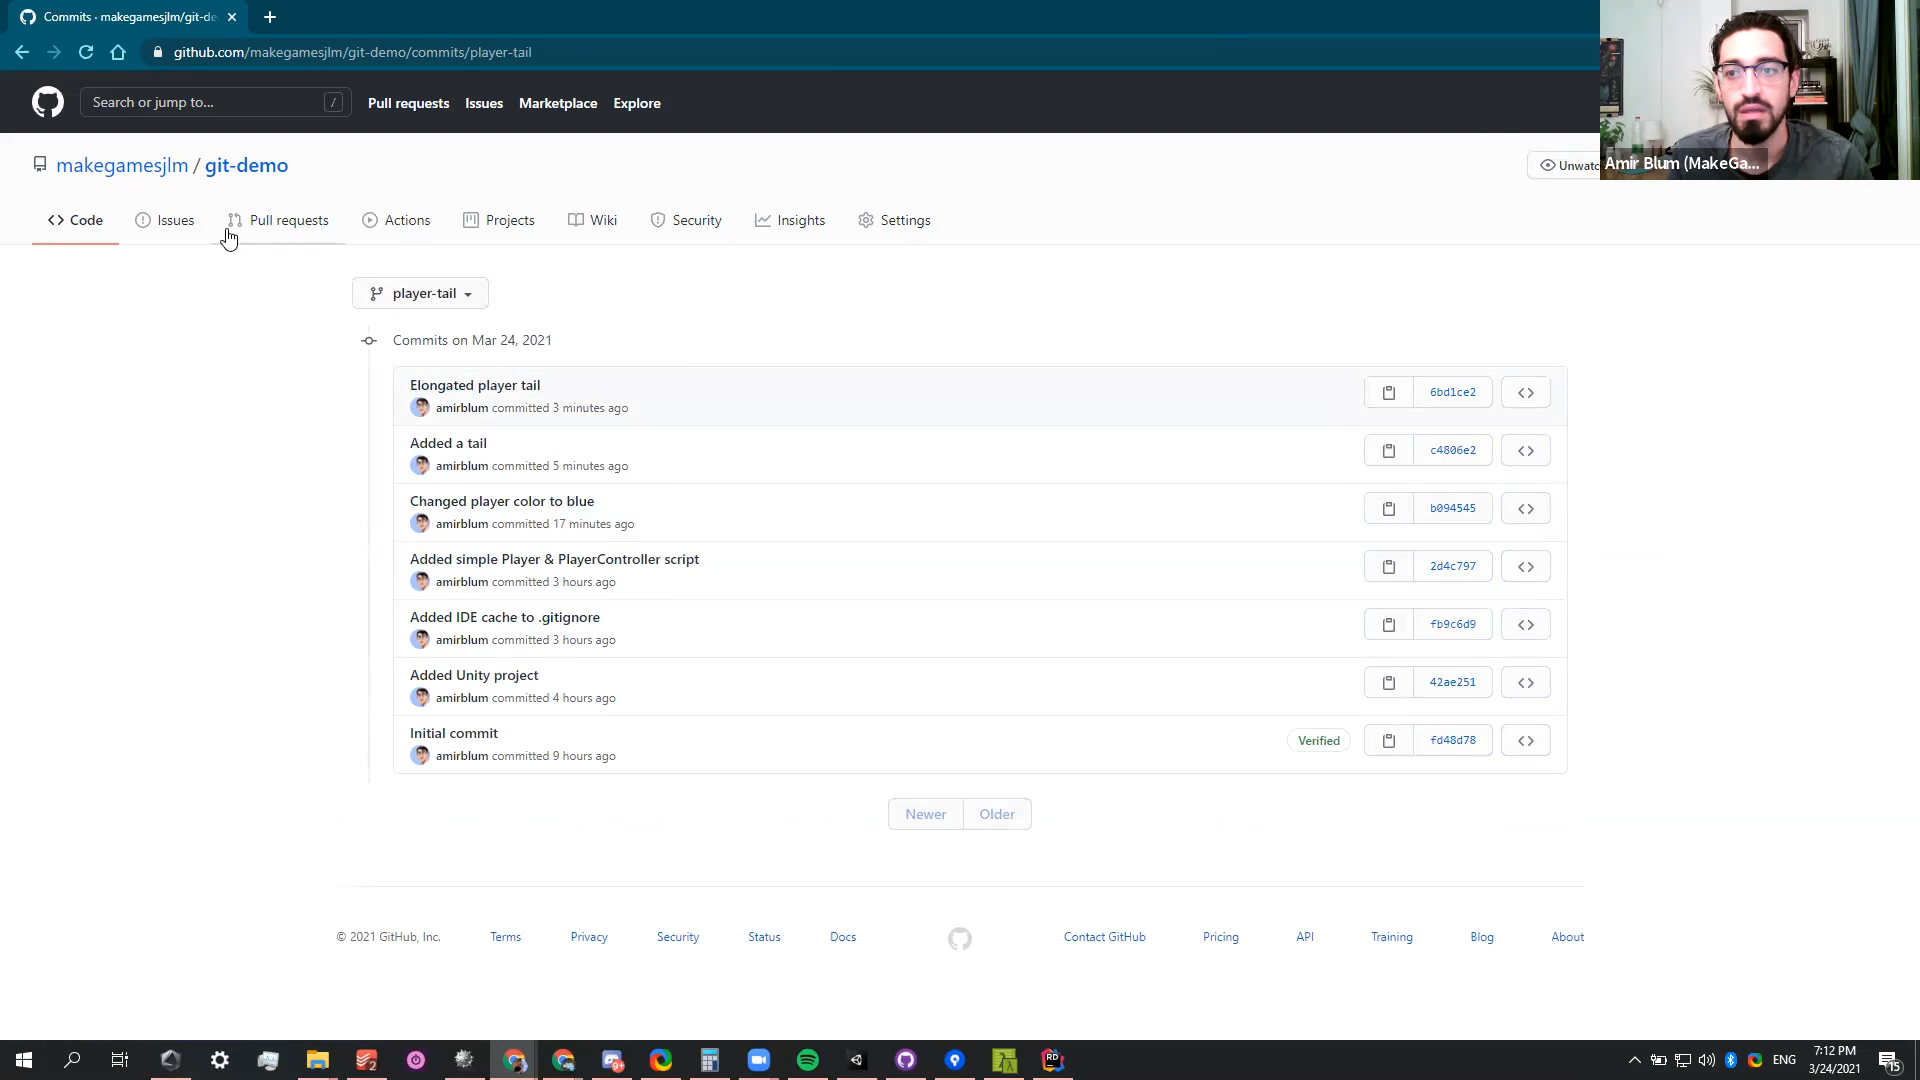 Commits · makegamesjlm/git-de
github.com/makegamesjlm/git-demo/commits/player-tail
Search or jump to... /
Pull requests Issues Marketplace Explore
makegamesjlm / git-demo
Unwatc
Amir Blum (MakeGa...
Code Issues Pull requests Actions Projects Wiki Security Insights Settings
player-tail
Commits on Mar 24, 2021
Elongated player tail
amirblum committed 3 minutes ago
6bd1ce2
Added a tail
amirblum committed 5 minutes ago
c4806e2
Changed player color to blue
amirblum committed 17 minutes ago
b094545
Added simple Player & PlayerController script
amirblum committed 3 hours ago
2d4c797
Added IDE cache to .gitignore
amirblum committed 3 hours ago
fb9c6d9
Added Unity project
amirblum committed 4 hours ago
42ae251
Initial commit
amirblum committed 9 hours ago
Verified
fd48d78
Newer Older
© 2021 GitHub, Inc. Terms Privacy Security Status Docs Contact GitHub Pricing API Training Blog About
2
9+
RD
ENG
7:12 PM
3/24/2021
15